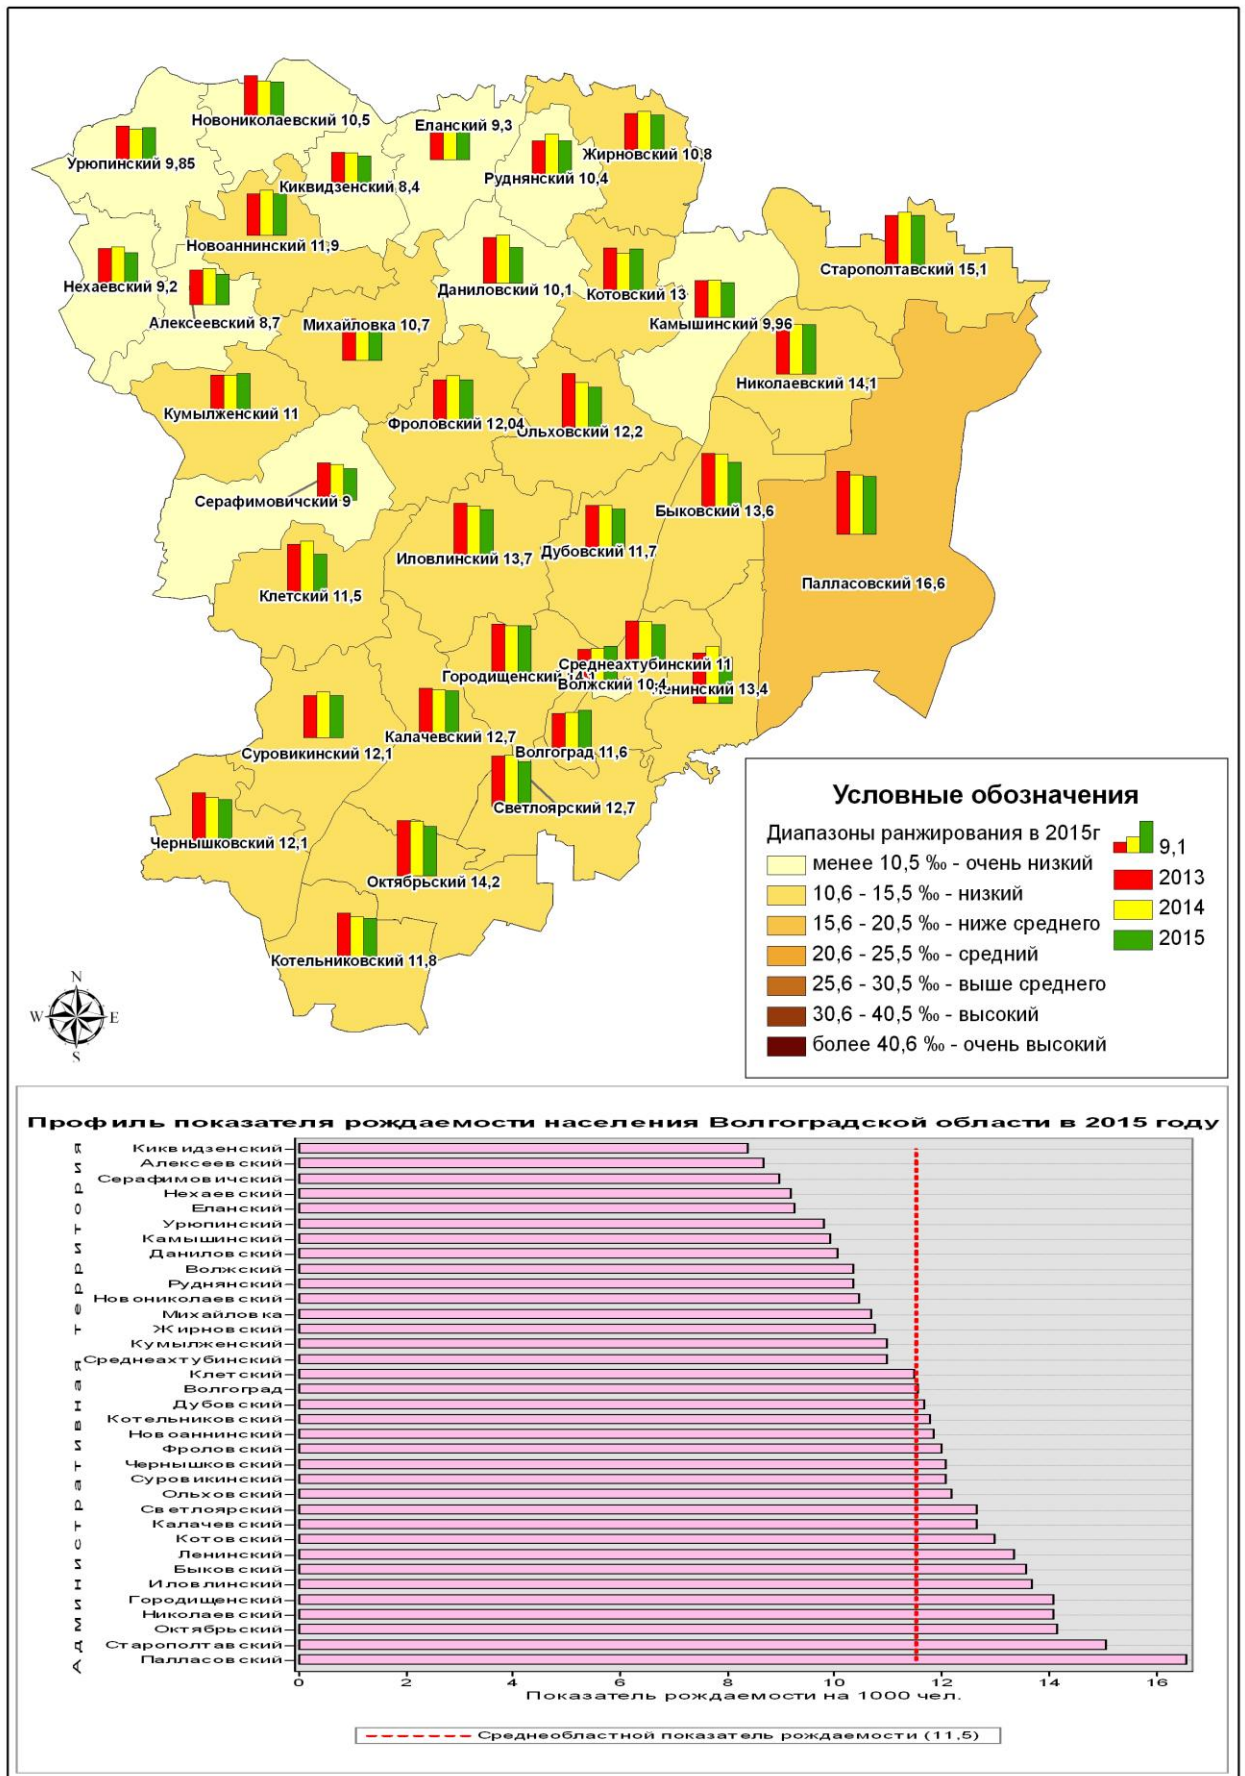 Новониколаевский 10,5
Еланский 9,3
Урюпинский 9,85
Киквидзенский 8,4
Руднянский 10,4
Жирновский 10,8
Новоаннинский 11,9
Старополтавский 15,1
Нехаевский 9,2
Даниловский 10,1
Котовский 13
Алексеевский 8,7
Михайловка 10,7
Камышинский 9,96
Николаевский 14,1
Кумылженский 11
Фроловский 12,04
Ольховский 12,2
Серафимовичский 9
Быковский 13,6
Иловлинский 13,7
Дубовский 11,7
Палласовский 16,6
Клетский 11,5
Городищенский 14,1
Среднеахтубинский 11
Волжский 10,4
Ленинский 13,4
Суровикинский 12,1
Калачевский 12,7
Волгоград 11,6
Светлоярский 12,7
Чернышковский 12,1
Октябрьский 14,2
Котельниковский 11,8
N
W
E
S
Условные обозначения
Диапазоны ранжирования в 2015г
менее 10,5 ‰ - очень низкий
10,6 - 15,5 ‰ - низкий
15,6 - 20,5 ‰ - ниже среднего
20,6 - 25,5 ‰ - средний
25,6 - 30,5 ‰ - выше среднего
30,6 - 40,5 ‰ - высокий
более 40,6 ‰ - очень высокий
9,1
2013
2014
2015
Профиль показателя рождаемости населения Волгоградской области в 2015 году
Административная территория
Киквидзенский
Алексеевский
Серафимовичский
Нехаевский
Еланский
Урюпинский
Камышинский
Даниловский
Волжский
Руднянский
Новониколаевский
Михайловка
Жирновский
Кумылженский
Среднеахтубинский
Клетский
Волгоград
Дубовский
Котельниковский
Новоаннинский
Фроловский
Чернышковский
Суровикинский
Ольховский
Светлоярский
Калачевский
Котовский
Ленинский
Быковский
Иловлинский
Городищенский
Николаевский
Октябрьский
Старополтавский
Палласовский
0 2 4 6 8 10 12 14 16
Показатель рождаемости на 1000 чел.
Среднеобластной показатель рождаемости (11,5)